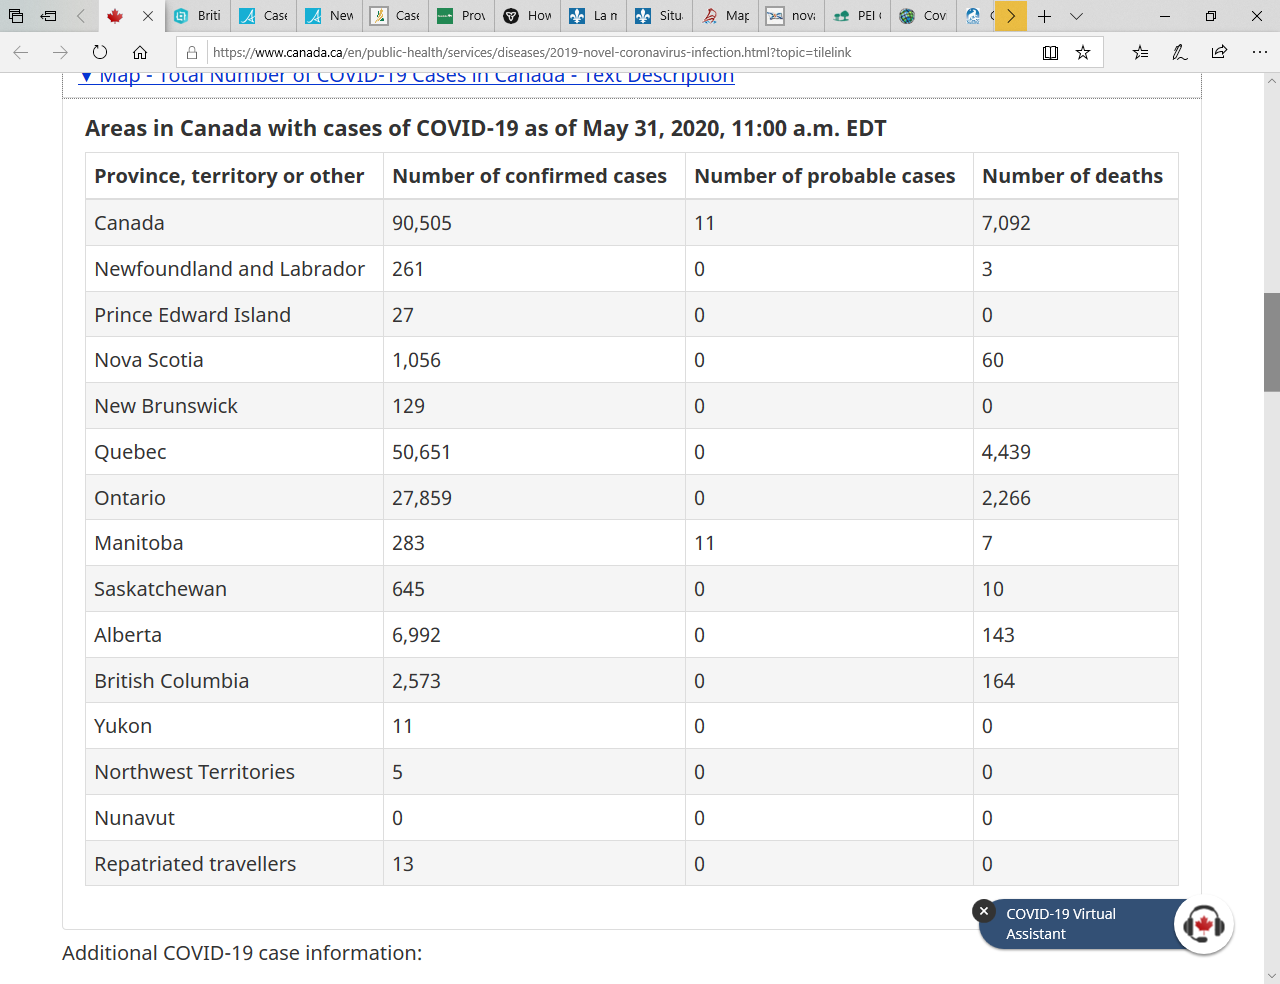 Briti
Case
New
Case
Prov
How
La m
Situ
Map
nova
PEI
Cov
https://www.canada.ca/en/public-health/services/diseases/2019-novel-coronavirus-infection.html?topic=tilelink
▼ Map - Total Number of COVID-19 Cases in Canada - Text Description
Areas in Canada with cases of COVID-19 as of May 31, 2020, 11:00 a.m. EDT
Province, territory or other Number of confirmed cases Number of probable cases Number of deaths
Canada 90,505 11 7,092
Newfoundland and Labrador 261 0 3
Prince Edward Island 27 0 0
Nova Scotia 1,056 0 60
New Brunswick 129 0 0
Quebec 50,651 0 4,439
Ontario 27,859 0 2,266
Manitoba 283 11 7
Saskatchewan 645 0 10
Alberta 6,992 0 143
British Columbia 2,573 0 164
Yukon 11 0 0
Northwest Territories 5 0 0
Nunavut 0 0 0
Repatriated travellers 13 0 0
COVID-19 Virtual
Assistant
Additional COVID-19 case information: